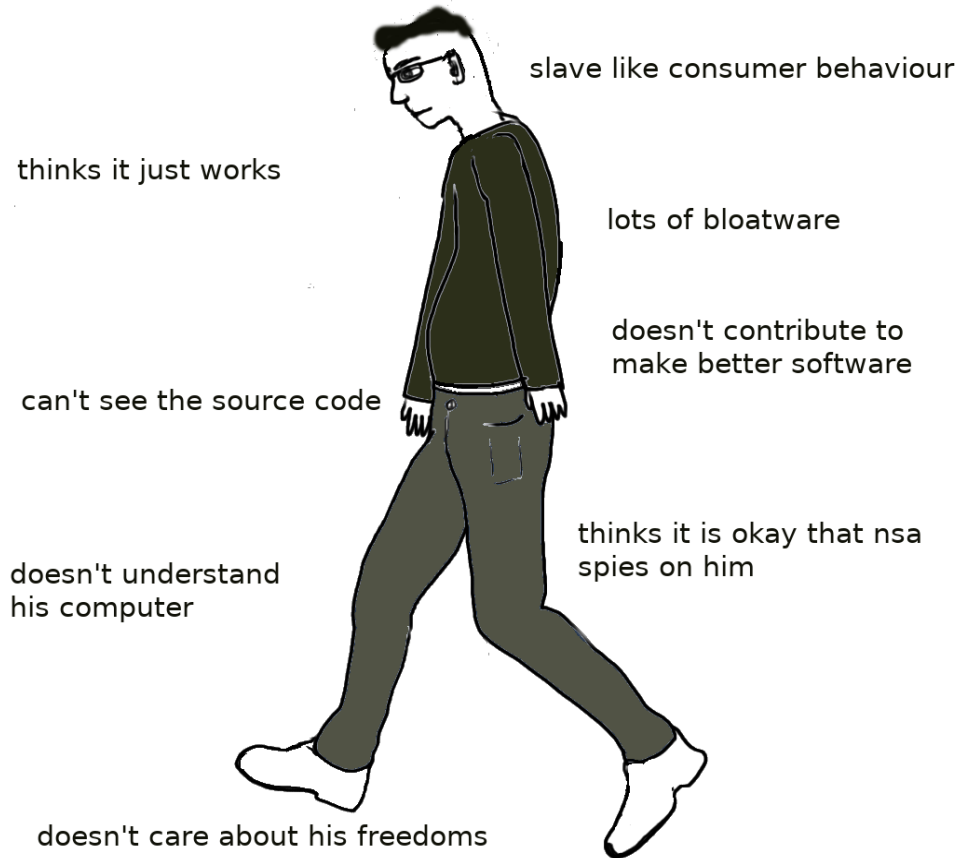 slave like consumer behaviour
thinks it just works
lots of bloatware
doesn't contribute to
make better software
can't see the source code
thinks it is okay that nsa
spies on him
doesn't understand
his computer
doesn't care about his freedoms